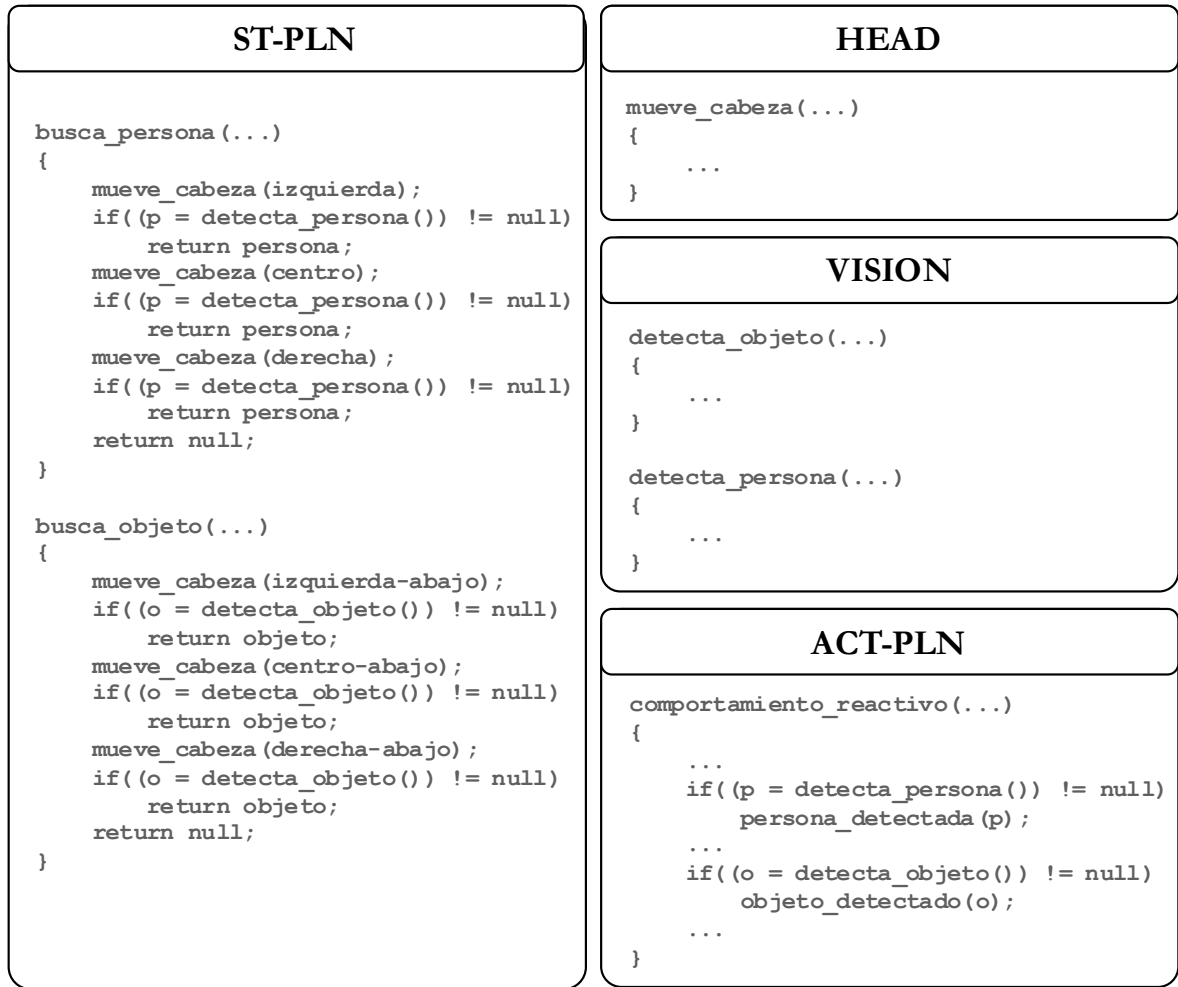 ST-PLN
busca_persona(...)
{
mueve_cabeza(izquierda);
if((p = detecta_persona()) != null)
return persona;
mueve_cabeza(centro);
if((p = detecta_persona()) != null)
return persona;
mueve_cabeza(derecha);
if((p = detecta_persona()) != null)
return persona;
return null;
}
busca_objeto(...)
{
mueve_cabeza(izquierda-abajo);
if((o = detecta_objeto()) != null)
return objeto;
mueve_cabeza(centro-abajo);
if((o = detecta_objeto()) != null)
return objeto;
mueve_cabeza(derecha-abajo);
if((o = detecta_objeto()) != null)
return objeto;
return null;
}
HEAD
mueve_cabeza(...)
{
...
}
VISION
detecta_objeto(...)
{
...
}
detecta_persona(...)
{
...
}
ACT-PLN
comportamiento_reactivo(...)
{
...
if((p = detecta_persona()) != null)
persona_detectada(p);
...
if((o = detecta_objeto()) != null)
objeto_detectado(o);
...
}